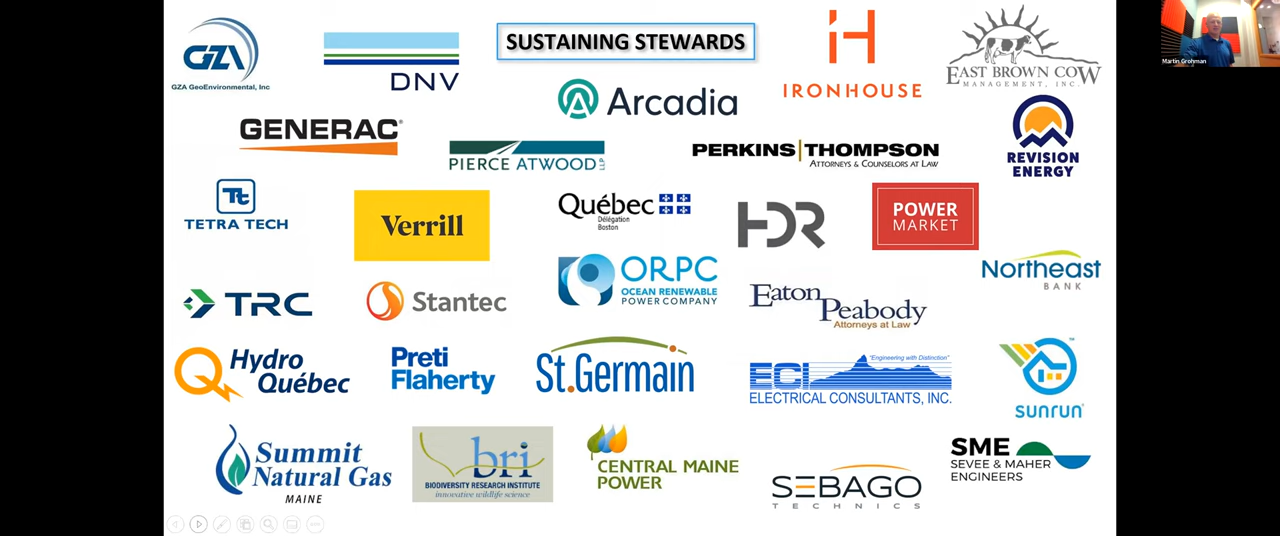 GZA
GZA GeoEnvironmental, Inc
DNV
SUSTAINING STEWARDS
IRONHOUSE
EAST BROWN COW
MANAGEMENT, INC.
Martin Grohman
Arcadia
GENERAC®
PIERCE ATWOOD LLP
PERKINS|THOMPSON
ATTORNEYS & COUNSELORS AT LAW
REVISION
ENERGY
Tt
TETRA TECH
Verrill
Québec
Délégation
Boston
HDR
POWER
MARKET
ORPC
OCEAN RENEWABLE
POWER COMPANY
Northeast
BANK
TRC
Stantec
Eaton
Peabody
Attorneys at Law
Hydro
Québec
Preti
Flaherty
St.Germain
"Engineering with Distinction"
ECI
ELECTRICAL CONSULTANTS, INC.
sunrun
Summit
Natural Gas
MAINE
bri
BIODIVERSITY RESEARCH INSTITUTE
innovative wildlife science
CENTRAL MAINE
POWER
SEBAGO
TECHNICS
SME
SEVEE & MAHER
ENGINEERS